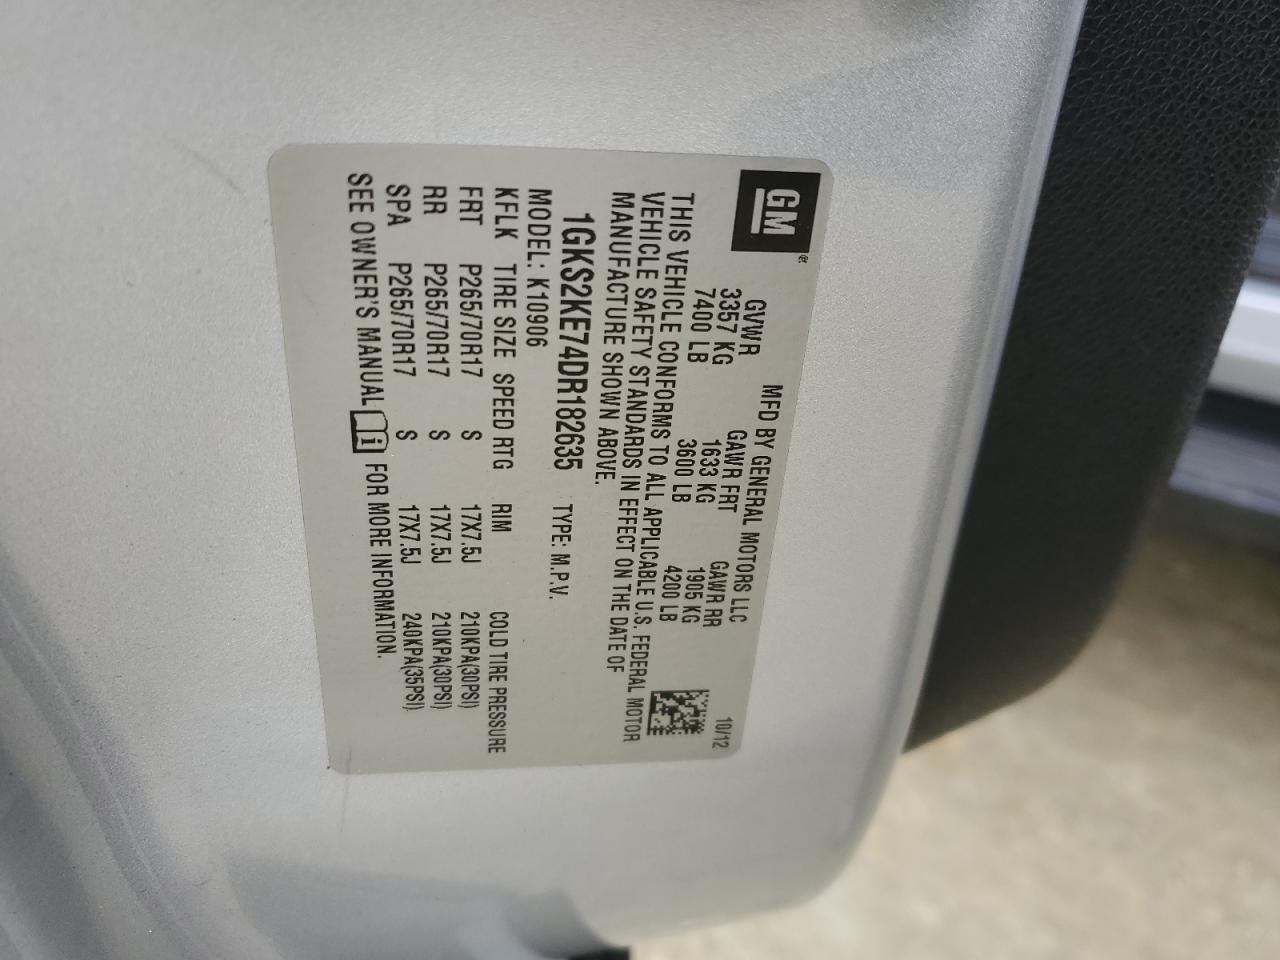 GM
MFD BY GENERAL MOTORS LLC
10/12
GVWR GAWR FRT GAWR RR
3357 KG 1633 KG 1905 KG
7400 LB 3600 LB 4200 LB
THIS VEHICLE CONFORMS TO ALL APPLICABLE U.S. FEDERAL MOTOR
VEHICLE SAFETY STANDARDS IN EFFECT ON THE DATE OF
MANUFACTURE SHOWN ABOVE.
1GKS2KE74DR182635 TYPE: M.P.V.
MODEL: K10906
KFLK TIRE SIZE SPEED RTG RIM COLD TIRE PRESSURE
FRT P265/70R17 S 17X7.5J 210KPA(30PSI)
RR P265/70R17 S 17X7.5J 210KPA(30PSI)
SPA P265/70R17 S 17X7.5J 240KPA(35PSI)
SEE OWNER'S MANUAL i FOR MORE INFORMATION.